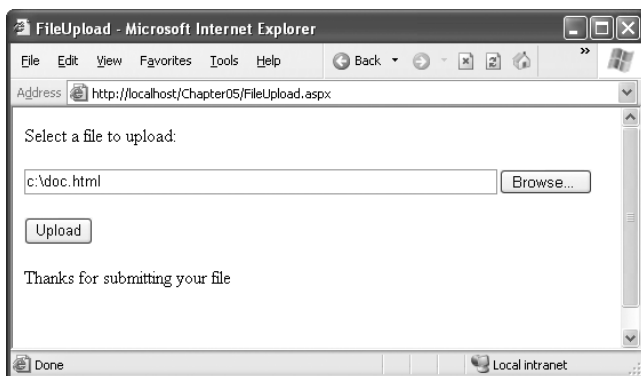 FileUpload - Microsoft Internet Explorer
File Edit View Favorites Tools Help Back »
Address http://localhost/Chapter05/FileUpload.aspx
Select a file to upload:
c:\doc.html Browse...
Upload
Thanks for submitting your file
Done Local intranet